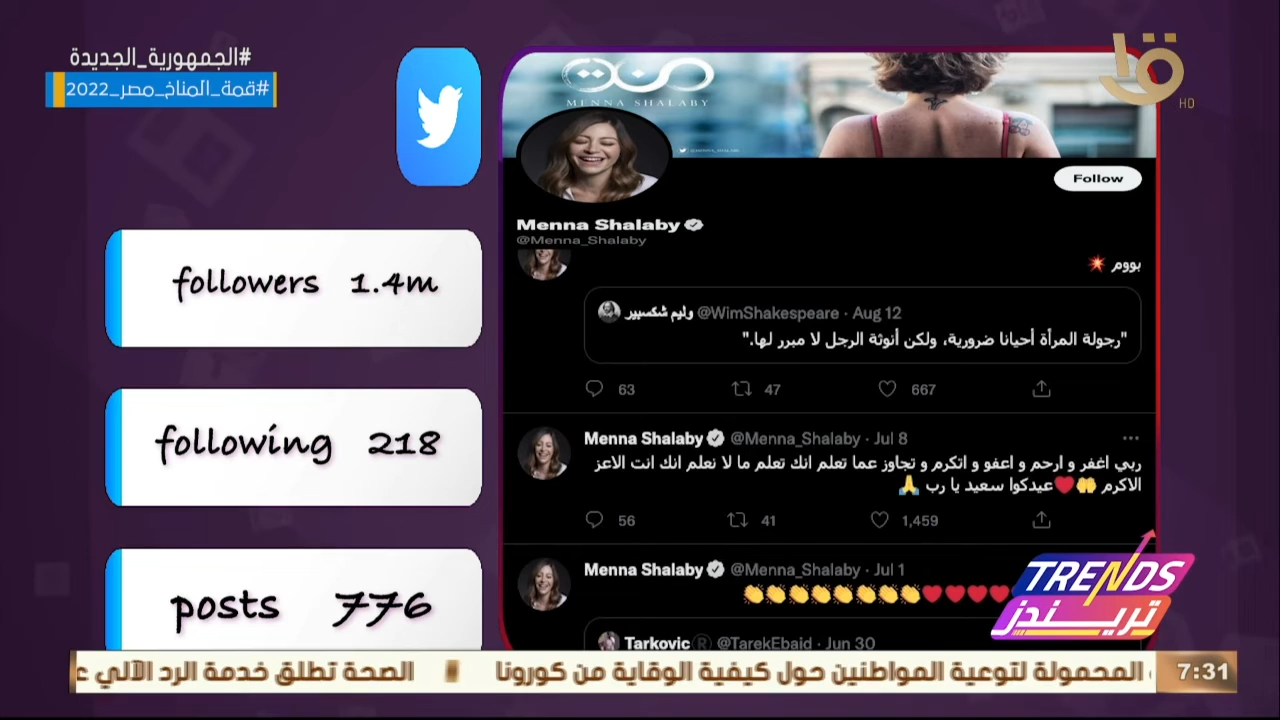 #الجمهورية_الجديدة
#قمة_المناخ_مصر_2022
HD
followers 1.4m
following 218
posts 776
MENNA SHALABY
Follow
Menna Shalaby
@Menna_Shalaby
بووم 💥
وليم شكسبير @WimShakespeare · Aug 12
"رجولة المرأة أحيانا ضرورية، ولكن أنوثة الرجل لا مبرر لها."
63 47 667
Menna Shalaby @Menna_Shalaby · Jul 8
ربي اغفر و ارحم و اعفو و اتكرم و تجاوز عما تعلم انك تعلم ما لا نعلم انك انت الاعز
الاكرم 🤲❤️عيدكوا سعيد يا رب 🙏
56 41 1,459
Menna Shalaby @Menna_Shalaby · Jul 1
👏👏👏👏👏👏👏👏❤️❤️❤️❤️
Tarkovic® @TarekEbaid · Jun 30
TRENDS
تريندز
المحمولة لتوعية المواطنين حول كيفية الوقاية من كورونا
الصحة تطلق خدمة الرد الآلي
7:31